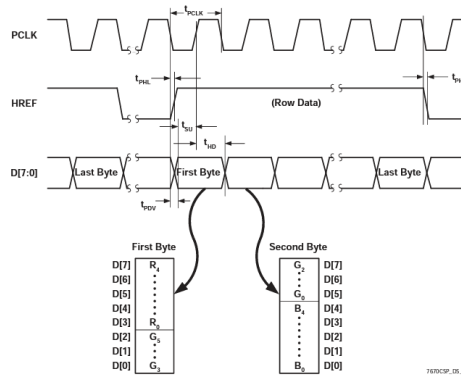 t_PCLK
PCLK
t_PHL
HREF
(Row Data)
t_SU
t_HD
D[7:0]
Last Byte
First Byte
Last Byte
t_PDV
First Byte
Second Byte
D[7] R4 G2 D[7]
D[6] D[6]
D[5] G0 D[5]
D[4] B4 D[4]
D[3] R0 D[3]
D[2] G5 D[2]
D[1] D[1]
D[0] G3 B0 D[0]